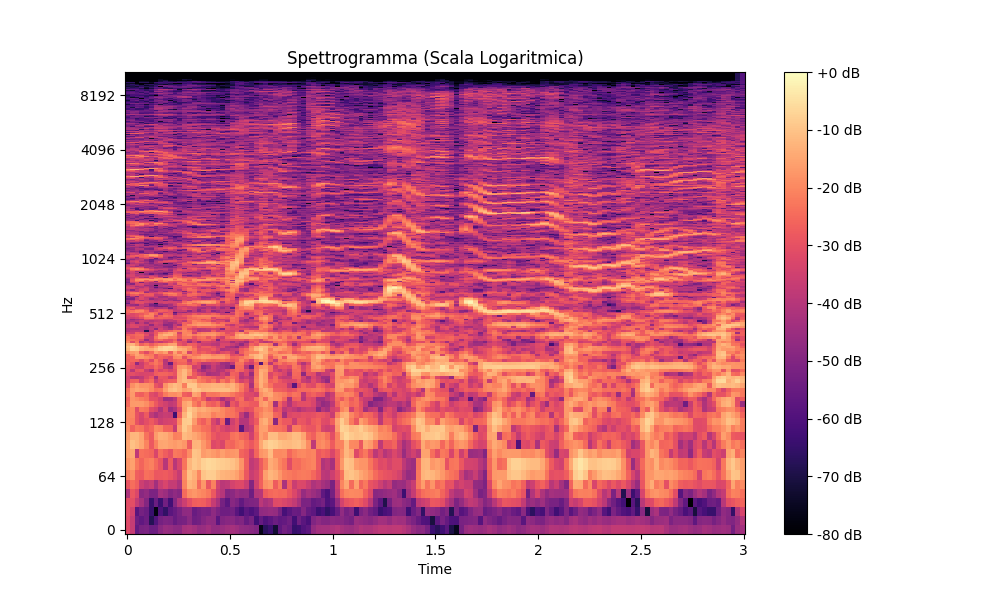 Spettrogramma (Scala Logaritmica)
8192
4096
2048
1024
512
256
128
64
0
Hz
0 0.5 1 1.5 2 2.5 3
Time
+0 dB
-10 dB
-20 dB
-30 dB
-40 dB
-50 dB
-60 dB
-70 dB
-80 dB